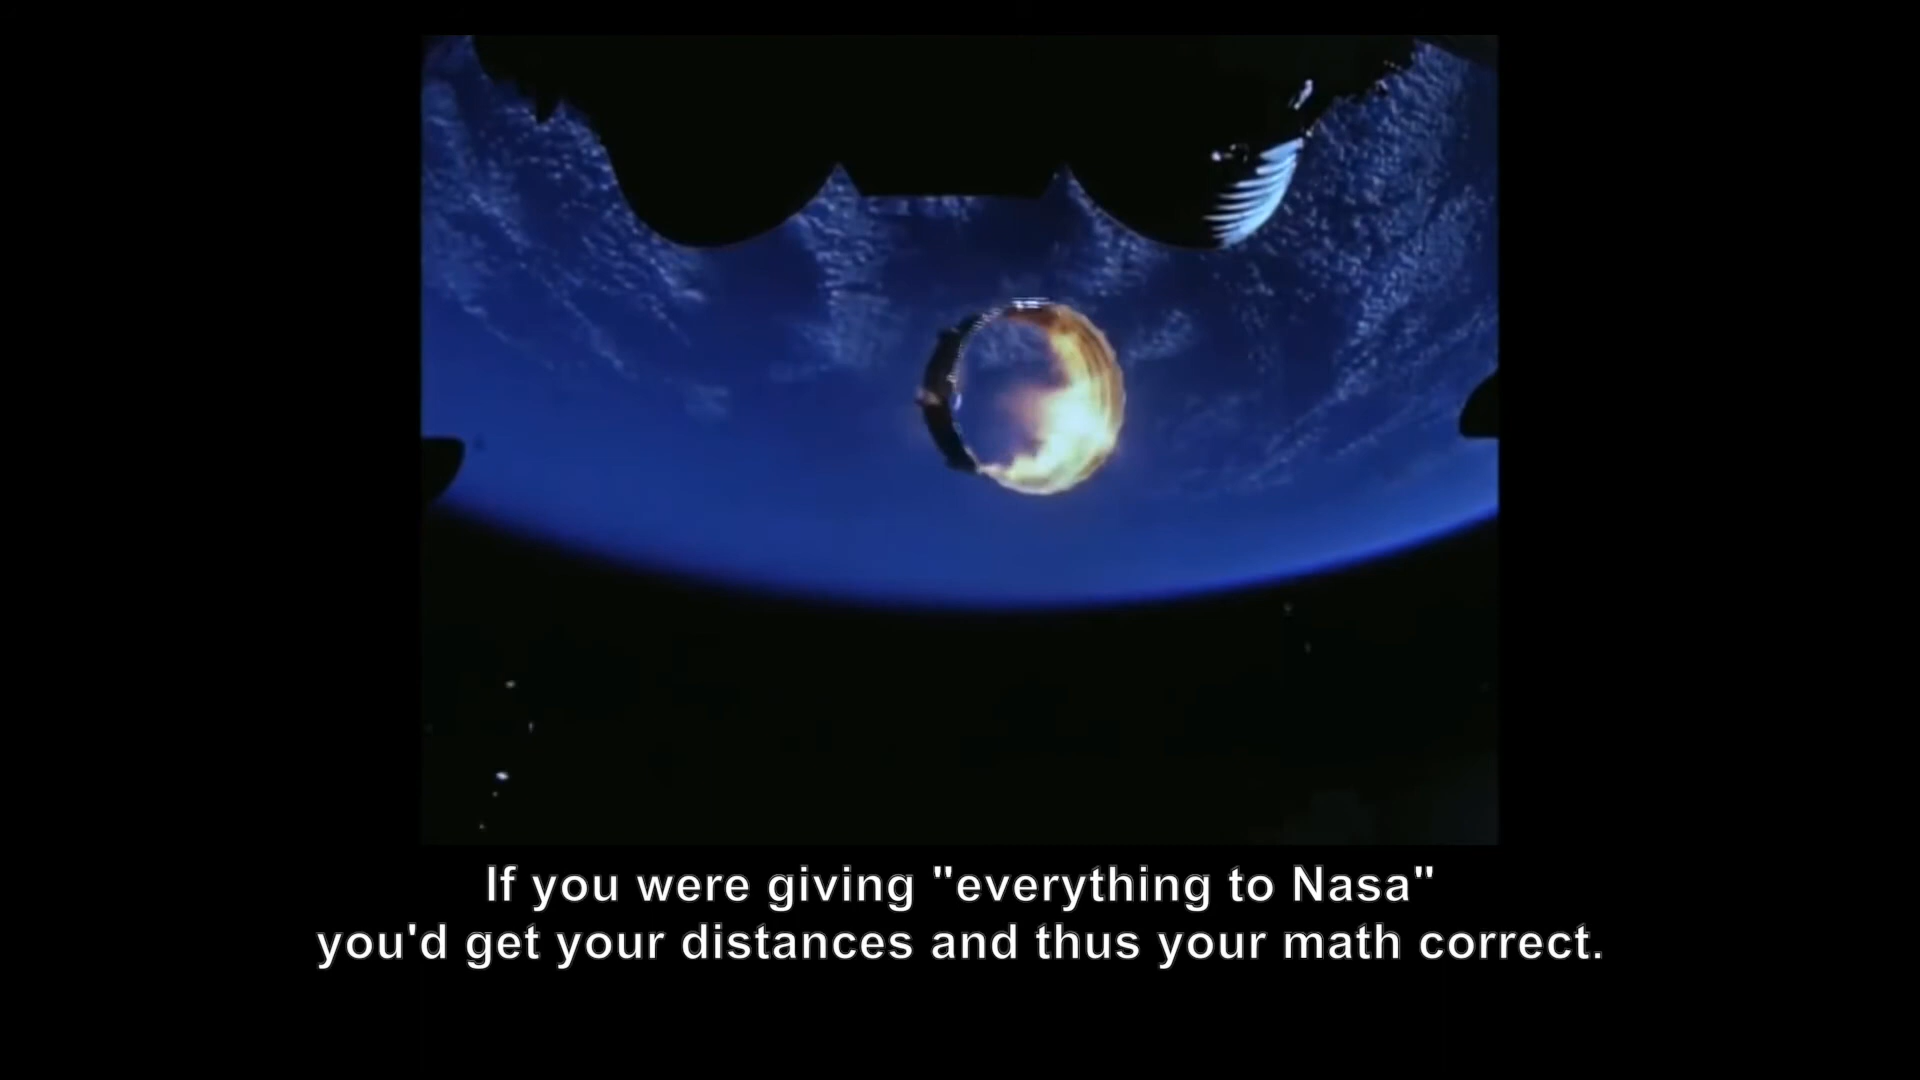 If you were giving "everything to Nasa"
you'd get your distances and thus your math correct.